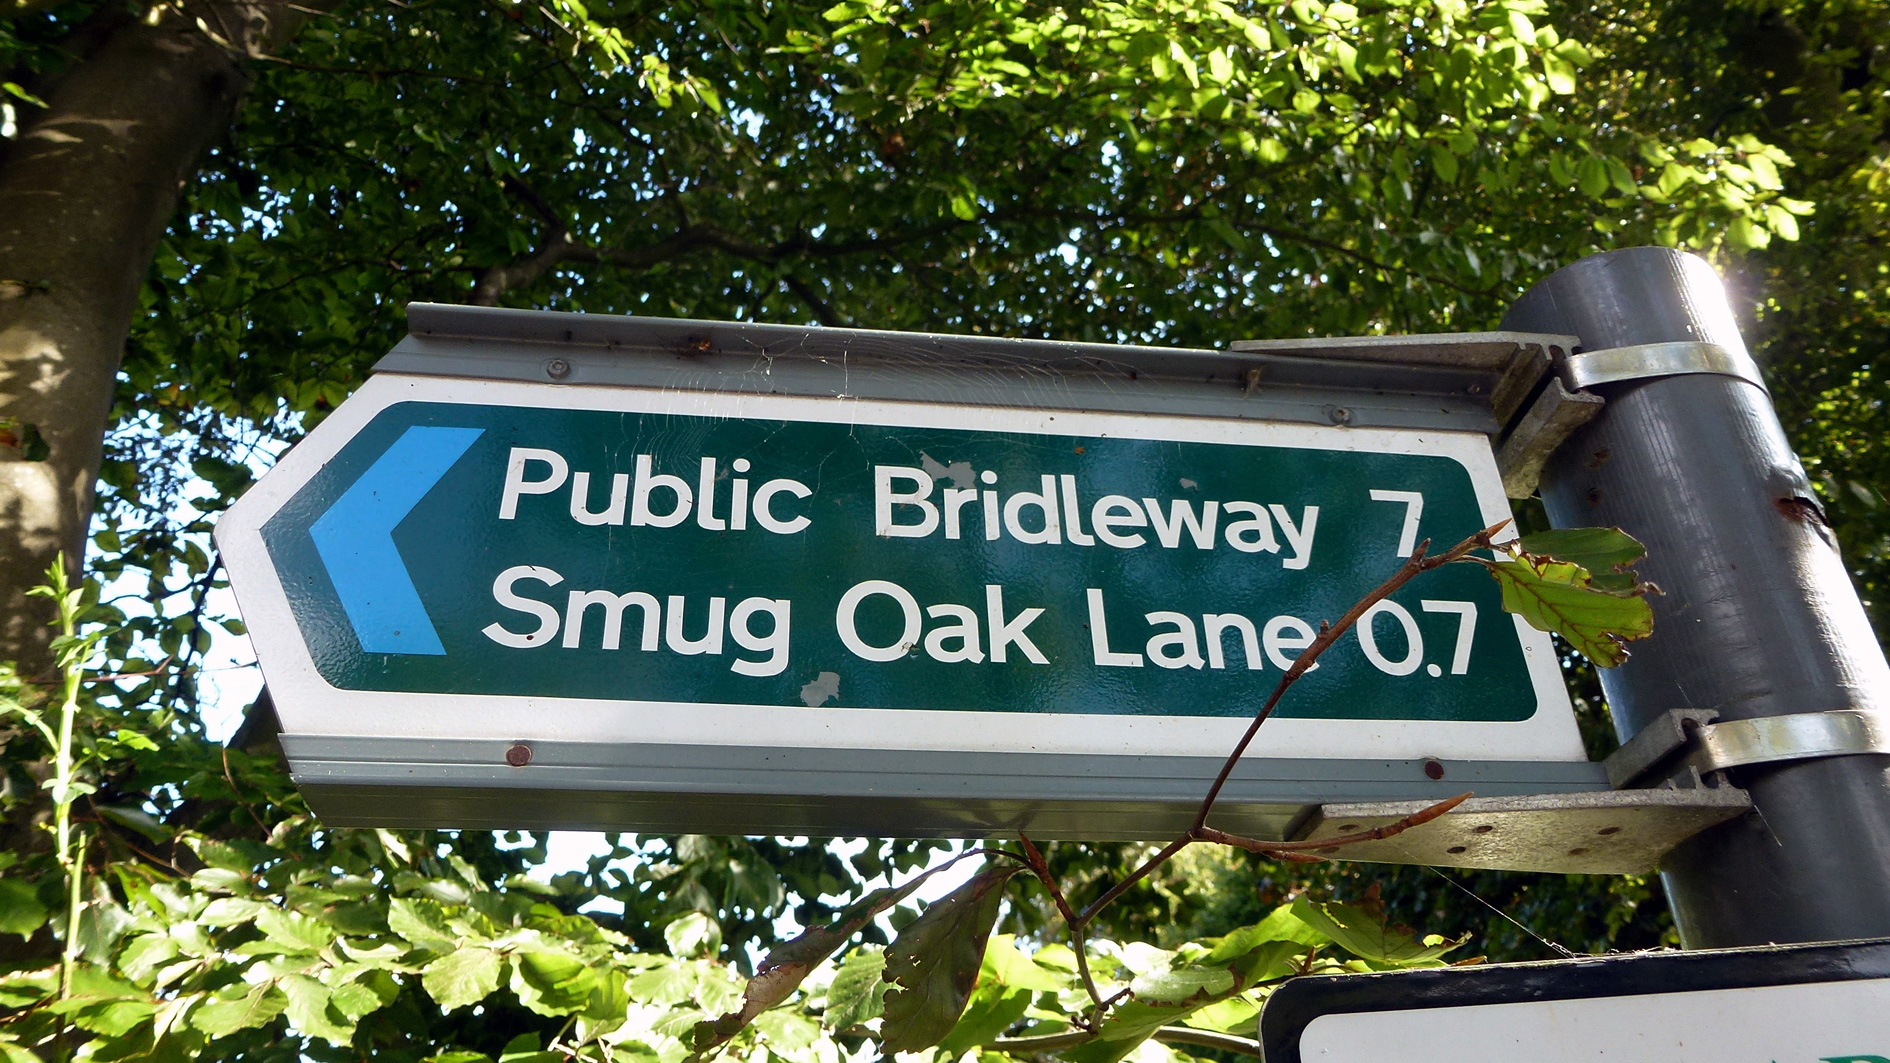 Public Bridleway 7
Smug Oak Lane 0.7